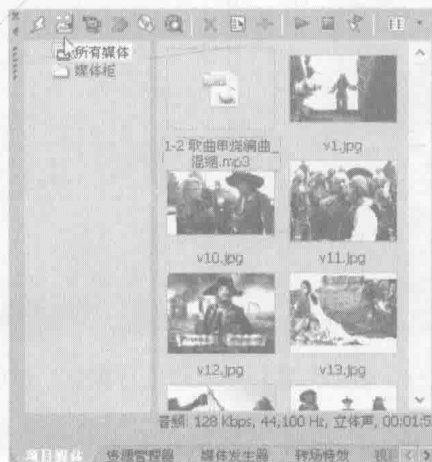 所有媒体
媒体框
1-2 歌曲串烧编曲_
混缩.mp3
v1.jpg
v10.jpg
v11.jpg
v12.jpg
v13.jpg
音频: 128 Kbps, 44,100 Hz, 立体声, 00:01:5
项目媒体 资源管理器 媒体发生器 转场特效 视